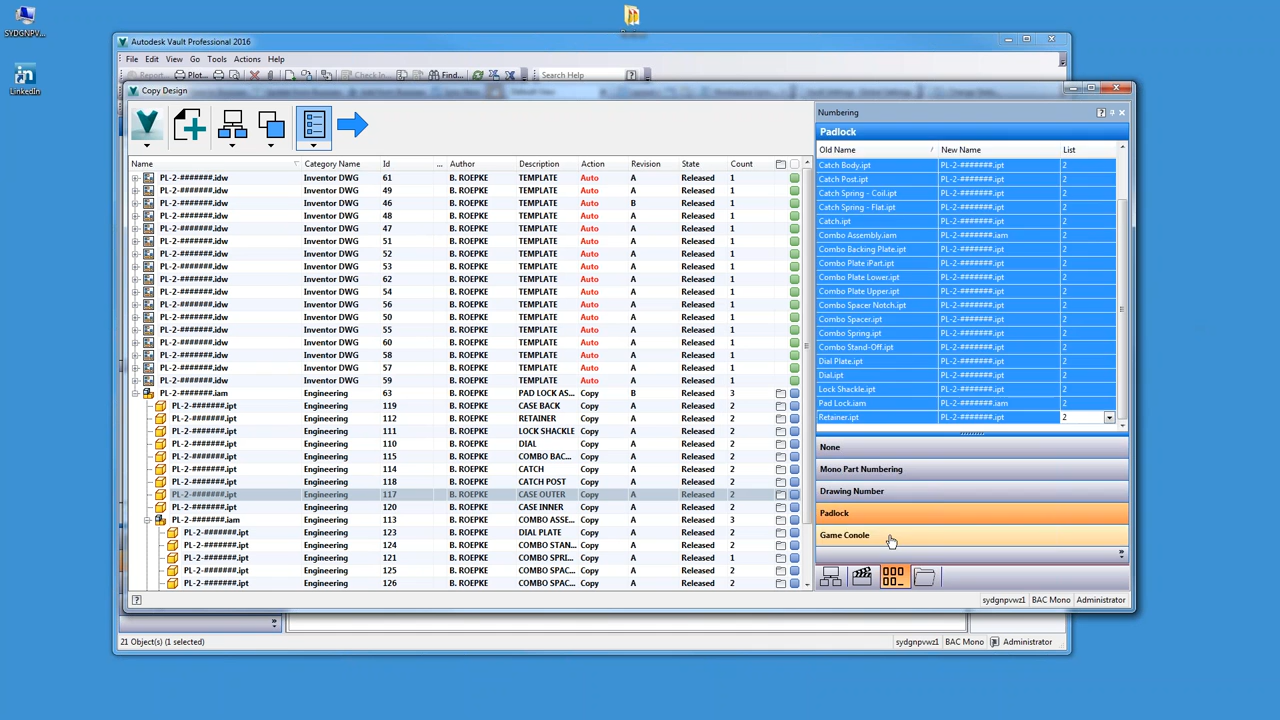 SYDGNPV...
LinkedIn
Autodesk Vault Professional 2016
File Edit View Go Tools Actions Help
Report... Plot... Check In... Find... Search Help
Copy Design
Name Category Name Id ... Author Description Action Revision State Count
PL-2-#######.idw Inventor DWG 61 B. ROEPKE TEMPLATE Auto A Released 1
PL-2-#######.idw Inventor DWG 49 B. ROEPKE TEMPLATE Auto A Released 1
PL-2-#######.idw Inventor DWG 46 B. ROEPKE TEMPLATE Auto B Released 1
PL-2-#######.idw Inventor DWG 48 B. ROEPKE TEMPLATE Auto A Released 1
PL-2-#######.idw Inventor DWG 47 B. ROEPKE TEMPLATE Auto A Released 1
PL-2-#######.idw Inventor DWG 51 B. ROEPKE TEMPLATE Auto A Released 1
PL-2-#######.idw Inventor DWG 52 B. ROEPKE TEMPLATE Auto A Released 1
PL-2-#######.idw Inventor DWG 53 B. ROEPKE TEMPLATE Auto A Released 1
PL-2-#######.idw Inventor DWG 62 B. ROEPKE TEMPLATE Auto A Released 1
PL-2-#######.idw Inventor DWG 54 B. ROEPKE TEMPLATE Auto A Released 1
PL-2-#######.idw Inventor DWG 56 B. ROEPKE TEMPLATE Auto A Released 1
PL-2-#######.idw Inventor DWG 50 B. ROEPKE TEMPLATE Auto A Released 1
PL-2-#######.idw Inventor DWG 55 B. ROEPKE TEMPLATE Auto A Released 1
PL-2-#######.idw Inventor DWG 60 B. ROEPKE TEMPLATE Auto A Released 1
PL-2-#######.idw Inventor DWG 58 B. ROEPKE TEMPLATE Auto A Released 1
PL-2-#######.idw Inventor DWG 57 B. ROEPKE TEMPLATE Auto A Released 1
PL-2-#######.idw Inventor DWG 59 B. ROEPKE TEMPLATE Auto A Released 1
PL-2-#######.iam Engineering 63 B. ROEPKE PAD LOCK AS... Copy B Released 3
PL-2-#######.ipt Engineering 119 B. ROEPKE CASE BACK Copy A Released 2
PL-2-#######.ipt Engineering 112 B. ROEPKE RETAINER Copy A Released 2
PL-2-#######.ipt Engineering 111 B. ROEPKE LOCK SHACKLE Copy A Released 2
PL-2-#######.ipt Engineering 110 B. ROEPKE DIAL Copy A Released 2
PL-2-#######.ipt Engineering 115 B. ROEPKE COMBO BAC... Copy A Released 2
PL-2-#######.ipt Engineering 114 B. ROEPKE CATCH Copy A Released 2
PL-2-#######.ipt Engineering 118 B. ROEPKE CATCH POST Copy A Released 2
PL-2-#######.ipt Engineering 117 B. ROEPKE CASE OUTER Copy A Released 2
PL-2-#######.ipt Engineering 120 B. ROEPKE CASE INNER Copy A Released 2
PL-2-#######.iam Engineering 113 B. ROEPKE COMBO ASSE... Copy A Released 3
PL-2-#######.ipt Engineering 123 B. ROEPKE DIAL PLATE Copy A Released 2
PL-2-#######.ipt Engineering 124 B. ROEPKE COMBO STAN... Copy A Released 2
PL-2-#######.ipt Engineering 121 B. ROEPKE COMBO SPRI... Copy A Released 1
PL-2-#######.ipt Engineering 125 B. ROEPKE COMBO SPAC... Copy A Released 2
PL-2-#######.ipt Engineering 126 B. ROEPKE COMBO SPAC... Copy A Released 2
Numbering
Padlock
Old Name New Name List
Catch Body.ipt PL-2-#######.ipt 2
Catch Post.ipt PL-2-#######.ipt 2
Catch Spring - Coil.ipt PL-2-#######.ipt 2
Catch Spring - Flat.ipt PL-2-#######.ipt 2
Catch.ipt PL-2-#######.ipt 2
Combo Assembly.iam PL-2-#######.iam 2
Combo Backing Plate.ipt PL-2-#######.ipt 2
Combo Plate iPart.ipt PL-2-#######.ipt 2
Combo Plate Lower.ipt PL-2-#######.ipt 2
Combo Plate Upper.ipt PL-2-#######.ipt 2
Combo Spacer Notch.ipt PL-2-#######.ipt 2
Combo Spacer.ipt PL-2-#######.ipt 2
Combo Spring.ipt PL-2-#######.ipt 2
Combo Stand-Off.ipt PL-2-#######.ipt 2
Dial Plate.ipt PL-2-#######.ipt 2
Dial.ipt PL-2-#######.ipt 2
Lock Shackle.ipt PL-2-#######.ipt 2
Pad Lock.iam PL-2-#######.iam 2
Retainer.ipt PL-2-#######.ipt 2
None
Mono Part Numbering
Drawing Number
Padlock
Game Conole
sydgnpvwz1 BAC Mono Administrator
21 Object(s) (1 selected)
sydgnpvwz1 BAC Mono Administrator